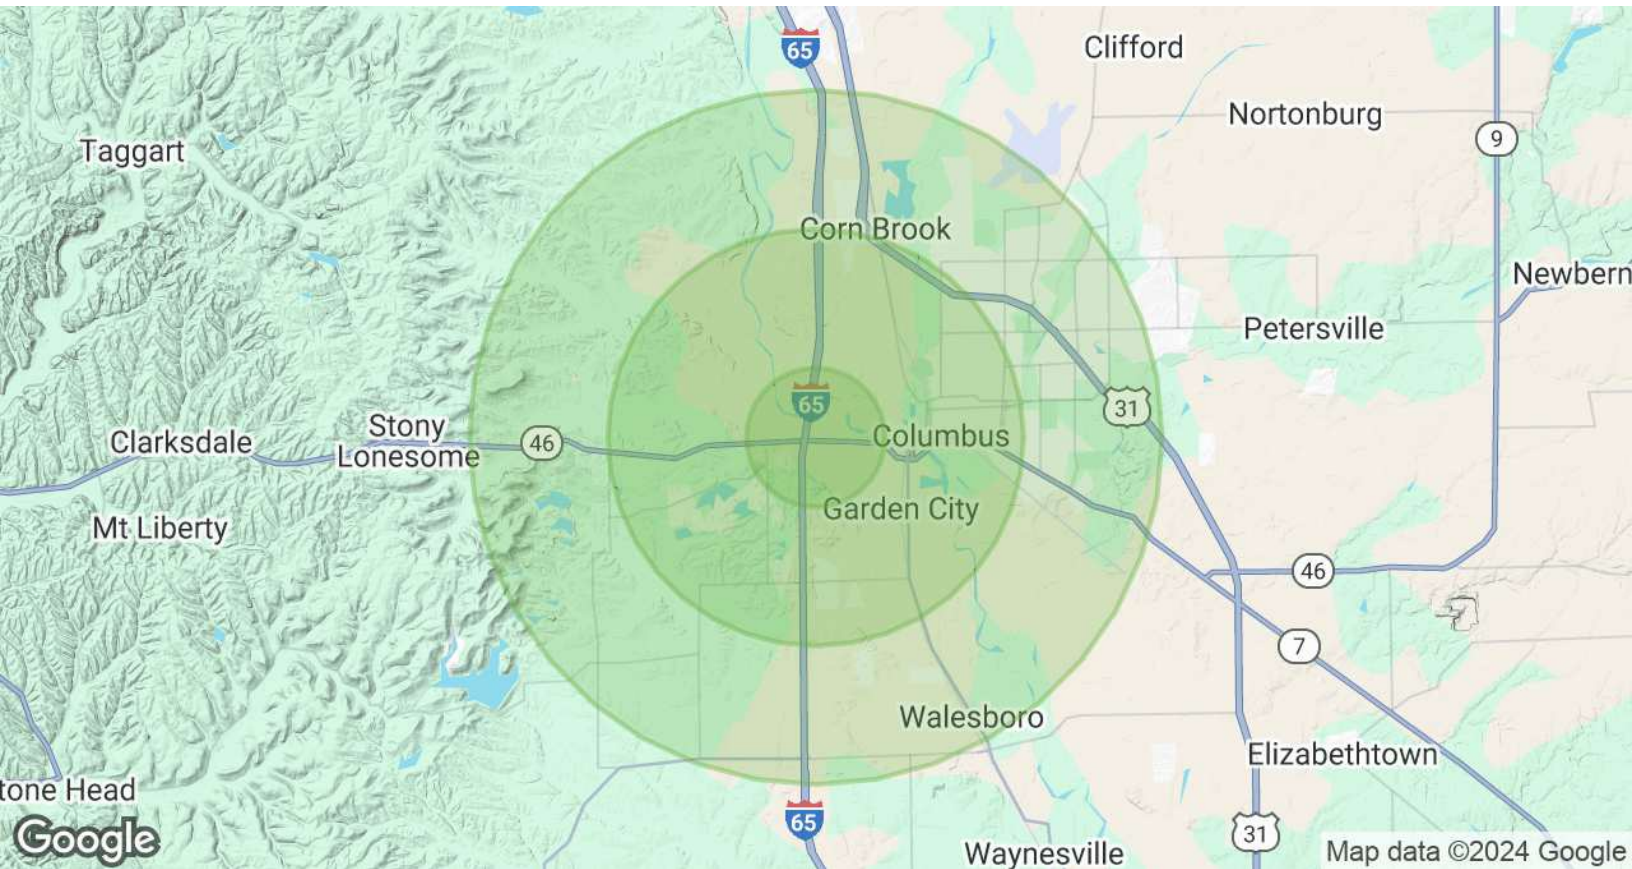 65
Clifford
Nortonburg
9
Taggart
Corn Brook
Newbern
Petersville
65
31
Stony
Lonesome
Clarksdale
46
Columbus
Garden City
Mt Liberty
46
7
Walesboro
Elizabethtown
tone Head
65
31
Google
Waynesville
Map data ©2024 Google